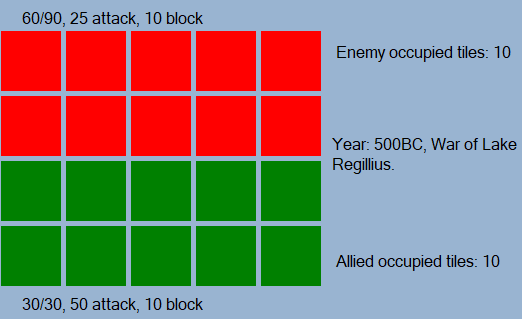 60/90, 25 attack, 10 block
Enemy occupied tiles: 10
Year: 500BC, War of Lake
Regillius.
Allied occupied tiles: 10
30/30, 50 attack, 10 block